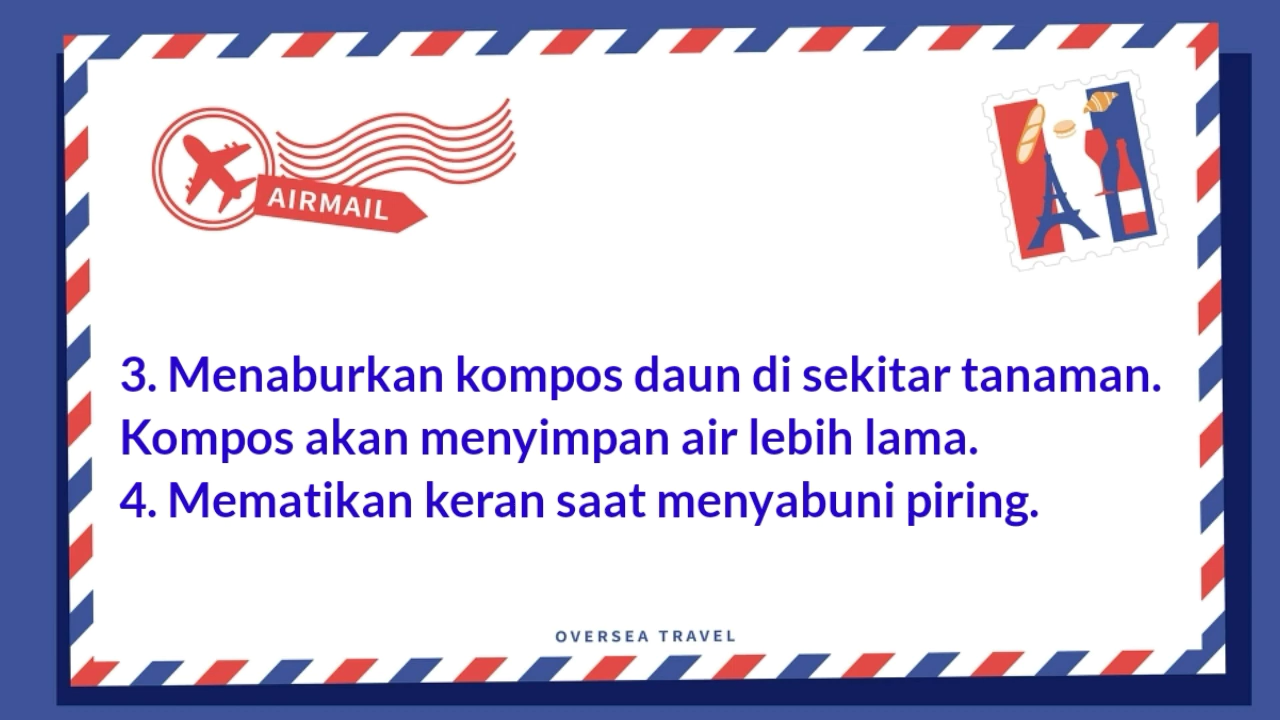 AIRMAIL
3. Menaburkan kompos daun di sekitar tanaman.
Kompos akan menyimpan air lebih lama.
4. Mematikan keran saat menyabuni piring.
OVERSEA TRAVEL